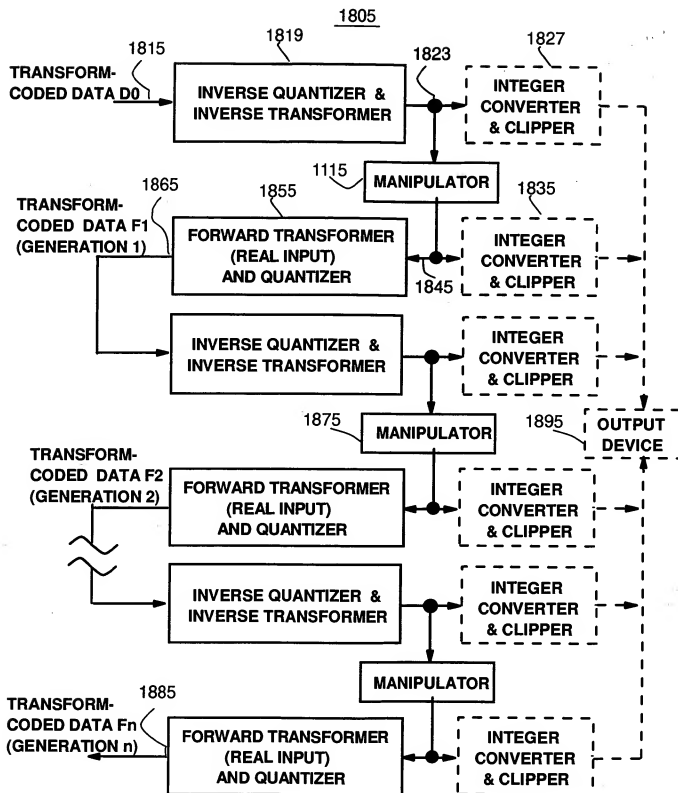 1805
1815
1819
1823
1827
TRANSFORM-
CODED DATA D0
INVERSE QUANTIZER &
INVERSE TRANSFORMER
INTEGER
CONVERTER
& CLIPPER
1115
MANIPULATOR
1865
1855
1835
TRANSFORM-
CODED DATA F1
(GENERATION 1)
FORWARD TRANSFORMER
(REAL INPUT)
AND QUANTIZER
1845
INTEGER
CONVERTER
& CLIPPER
INVERSE QUANTIZER &
INVERSE TRANSFORMER
INTEGER
CONVERTER
& CLIPPER
1875
MANIPULATOR
1895
OUTPUT
DEVICE
TRANSFORM-
CODED DATA F2
(GENERATION 2)
FORWARD TRANSFORMER
(REAL INPUT)
AND QUANTIZER
INTEGER
CONVERTER
& CLIPPER
INVERSE QUANTIZER &
INVERSE TRANSFORMER
INTEGER
CONVERTER
& CLIPPER
MANIPULATOR
TRANSFORM-
CODED DATA Fn
(GENERATION n)
1885
FORWARD TRANSFORMER
(REAL INPUT)
AND QUANTIZER
INTEGER
CONVERTER
& CLIPPER